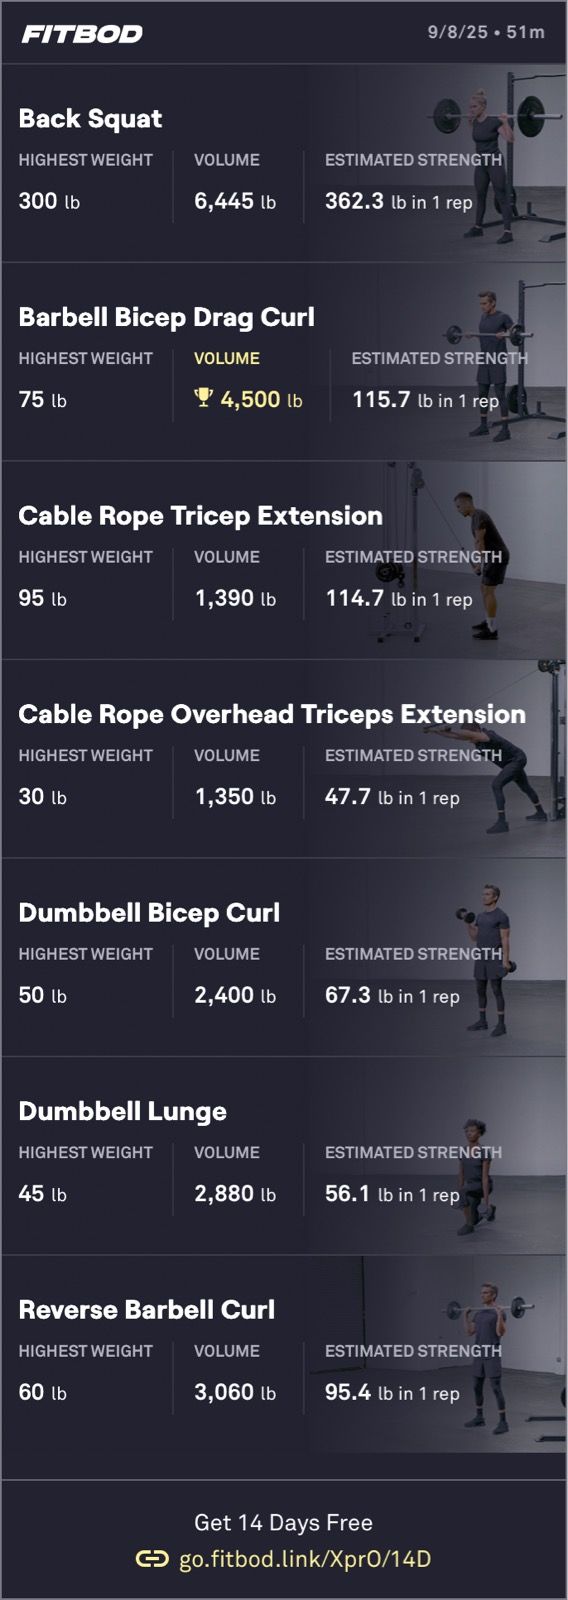 FITBOD 9/8/25 • 51m
Back Squat
HIGHEST WEIGHT VOLUME ESTIMATED STRENGTH
300 lb 6,445 lb 362.3 lb in 1 rep
Barbell Bicep Drag Curl
HIGHEST WEIGHT VOLUME ESTIMATED STRENGTH
75 lb 4,500 lb 115.7 lb in 1 rep
Cable Rope Tricep Extension
HIGHEST WEIGHT VOLUME ESTIMATED STRENGTH
95 lb 1,390 lb 114.7 lb in 1 rep
Cable Rope Overhead Triceps Extension
HIGHEST WEIGHT VOLUME ESTIMATED STRENGTH
30 lb 1,350 lb 47.7 lb in 1 rep
Dumbbell Bicep Curl
HIGHEST WEIGHT VOLUME ESTIMATED STRENGTH
50 lb 2,400 lb 67.3 lb in 1 rep
Dumbbell Lunge
HIGHEST WEIGHT VOLUME ESTIMATED STRENGTH
45 lb 2,880 lb 56.1 lb in 1 rep
Reverse Barbell Curl
HIGHEST WEIGHT VOLUME ESTIMATED STRENGTH
60 lb 3,060 lb 95.4 lb in 1 rep
Get 14 Days Free
go.fitbod.link/XprO/14D